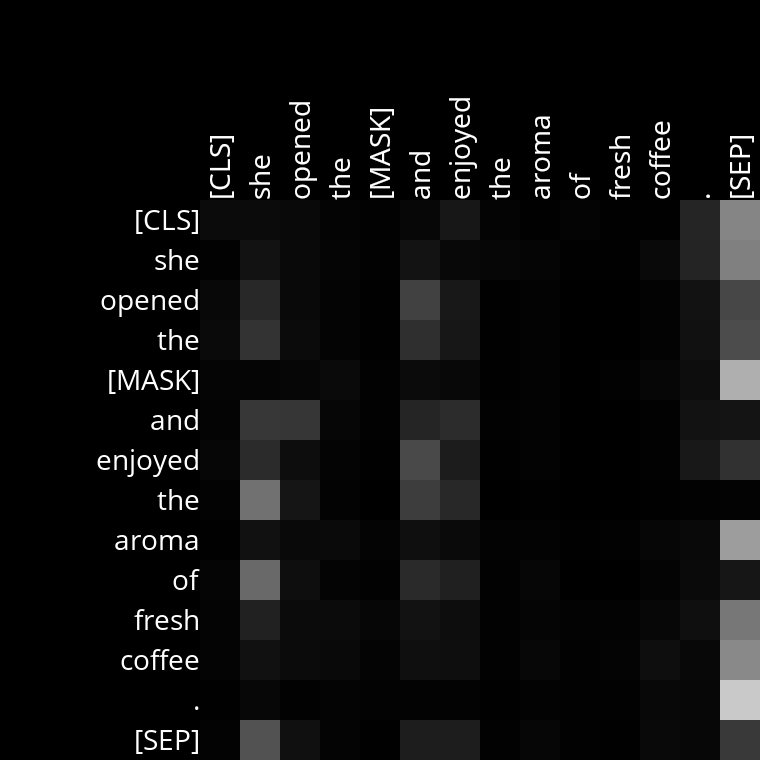 [CLS] she opened the [MASK] and enjoyed the aroma of fresh coffee . [SEP]
[CLS]
she
opened
the
[MASK]
and
enjoyed
the
aroma
of
fresh
coffee
.
[SEP]